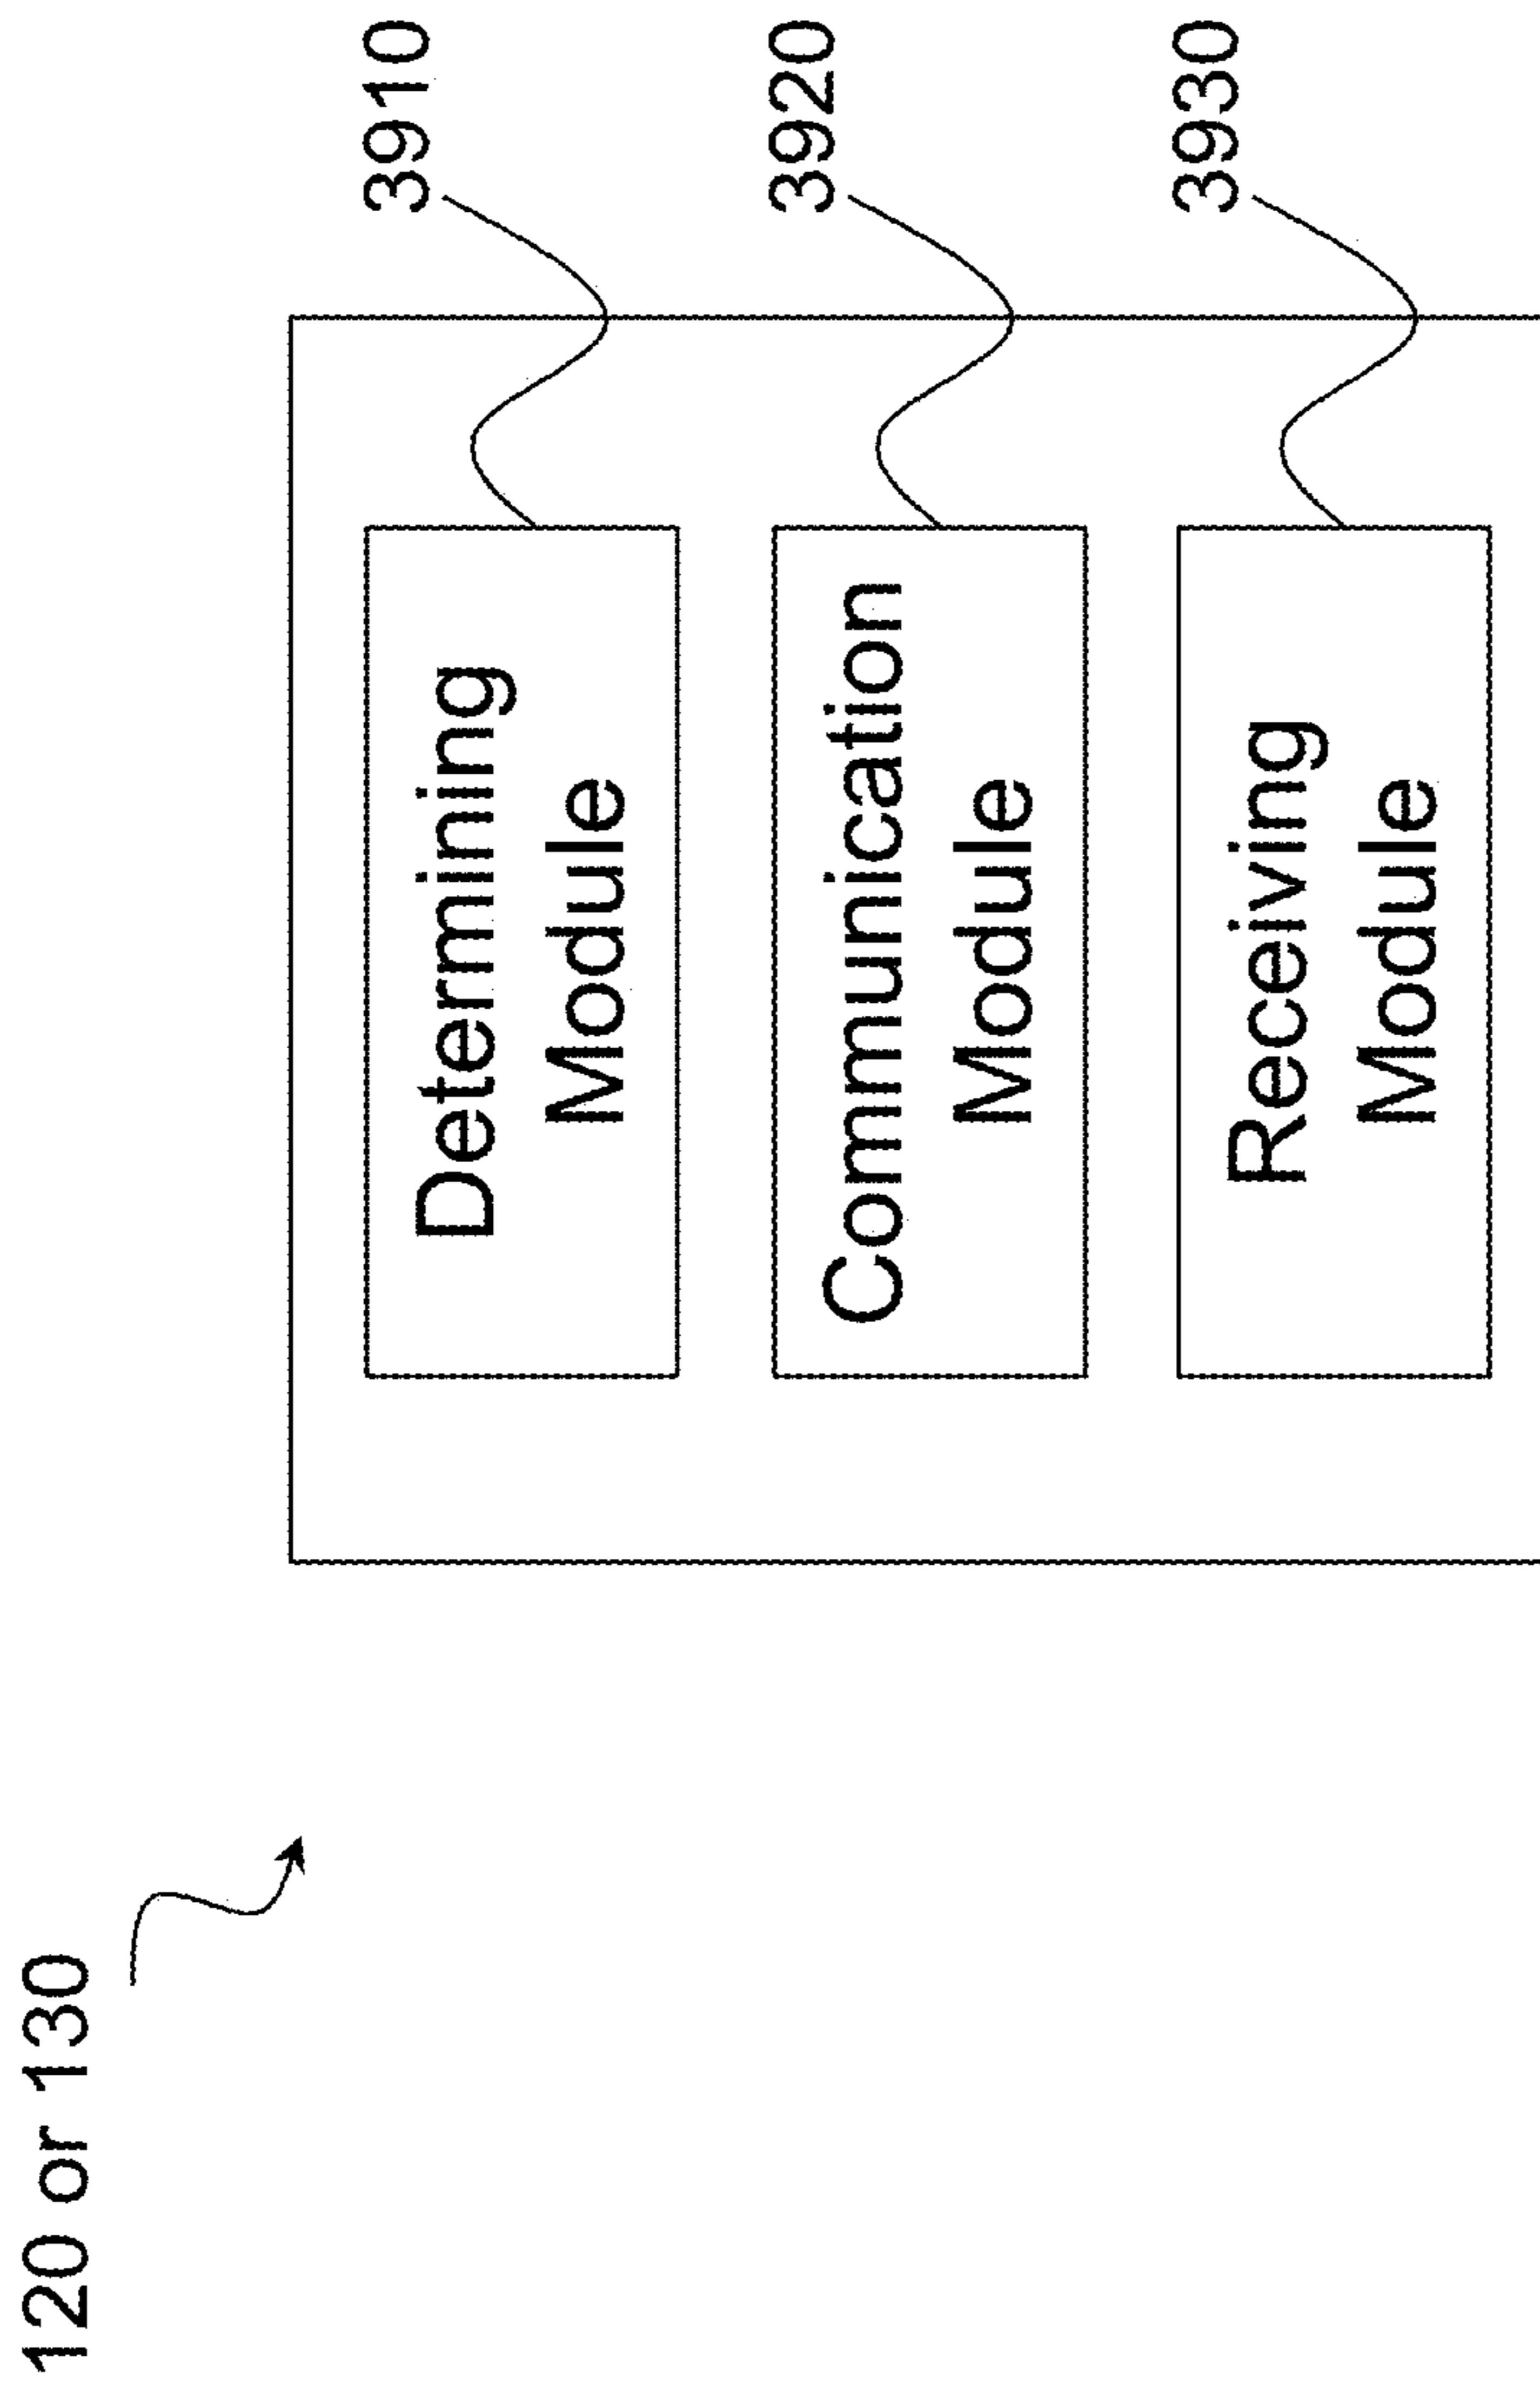 120 or 130
Determining
Module
3910
Communication
Module
3920
Receiving
Module
3930